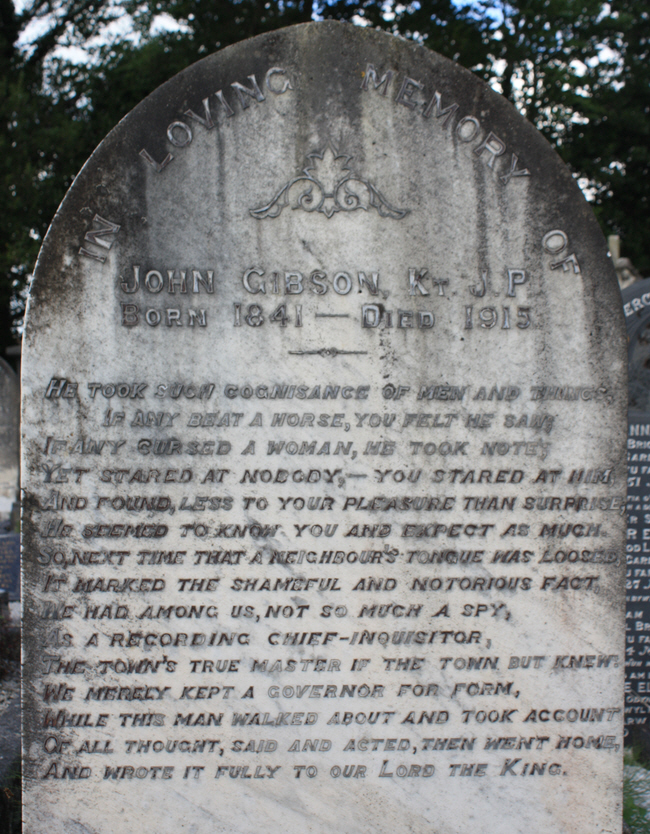 IN LOVING MEMORY OF
JOHN GIBSON, KT J.P.
BORN 1841 — DIED 1915.
HE TOOK SUCH COGNISANCE OF MEN AND THINGS,
IF ANY BEAT A HORSE, YOU FELT HE SAW;
IF ANY CURSED A WOMAN, HE TOOK NOTE;
YET STARED AT NOBODY,— YOU STARED AT HIM,
AND FOUND, LESS TO YOUR PLEASURE THAN SURPRISE,
HE SEEMED TO KNOW YOU AND EXPECT AS MUCH.
SO, NEXT TIME THAT A NEIGHBOUR'S TONGUE WAS LOOSED,
IT MARKED THE SHAMEFUL AND NOTORIOUS FACT,
WE HAD AMONG US, NOT SO MUCH A SPY,
AS A RECORDING CHIEF-INQUISITOR,
THE TOWN'S TRUE MASTER IF THE TOWN BUT KNEW.
WE MERELY KEPT A GOVERNOR FOR FORM,
WHILE THIS MAN WALKED ABOUT AND TOOK ACCOUNT
OF ALL THOUGHT, SAID AND ACTED, THEN WENT HOME,
AND WROTE IT FULLY TO OUR LORD THE KING.